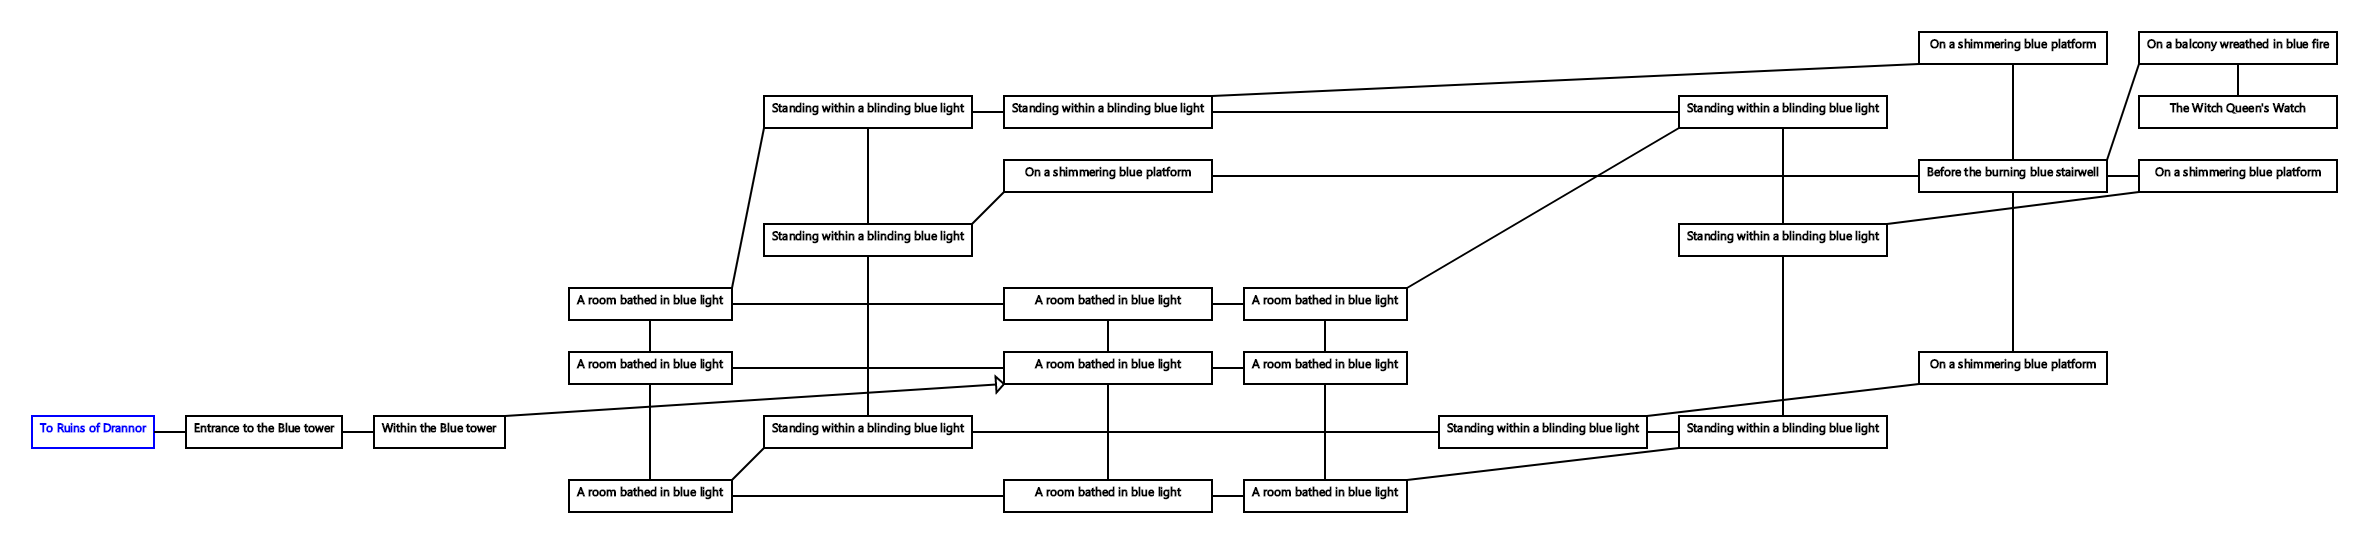 On a shimmering blue platform
On a balcony wreathed in blue fire
Standing within a blinding blue light
Standing within a blinding blue light
Standing within a blinding blue light
The Witch Queen's Watch
On a shimmering blue platform
Before the burning blue stairwell
On a shimmering blue platform
Standing within a blinding blue light
Standing within a blinding blue light
A room bathed in blue light
A room bathed in blue light
A room bathed in blue light
A room bathed in blue light
A room bathed in blue light
A room bathed in blue light
On a shimmering blue platform
To Ruins of Drannor
Entrance to the Blue tower
Within the Blue tower
Standing within a blinding blue light
Standing within a blinding blue light
Standing within a blinding blue light
A room bathed in blue light
A room bathed in blue light
A room bathed in blue light